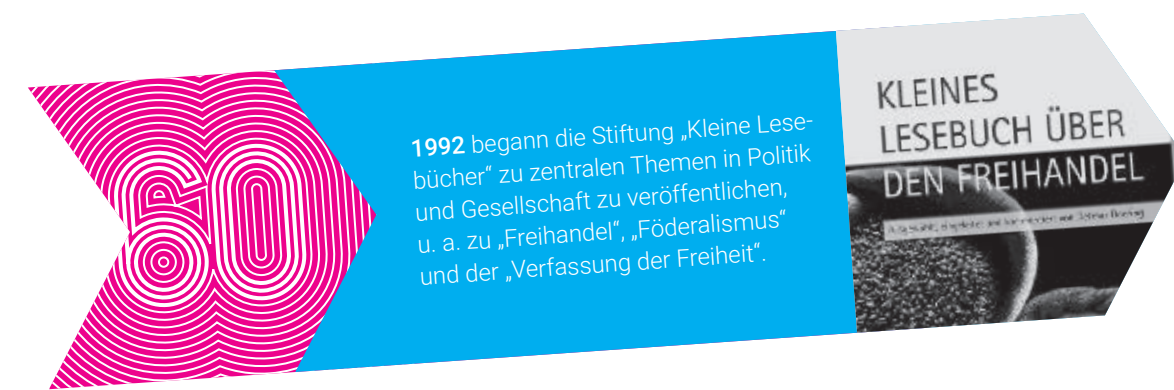 60
1992 begann die Stiftung „Kleine Lese-
bücher“ zu zentralen Themen in Politik
und Gesellschaft zu veröffentlichen,
u. a. zu „Freihandel“, „Föderalismus“
und der „Verfassung der Freiheit“.
KLEINES
LESEBUCH ÜBER
DEN FREIHANDEL